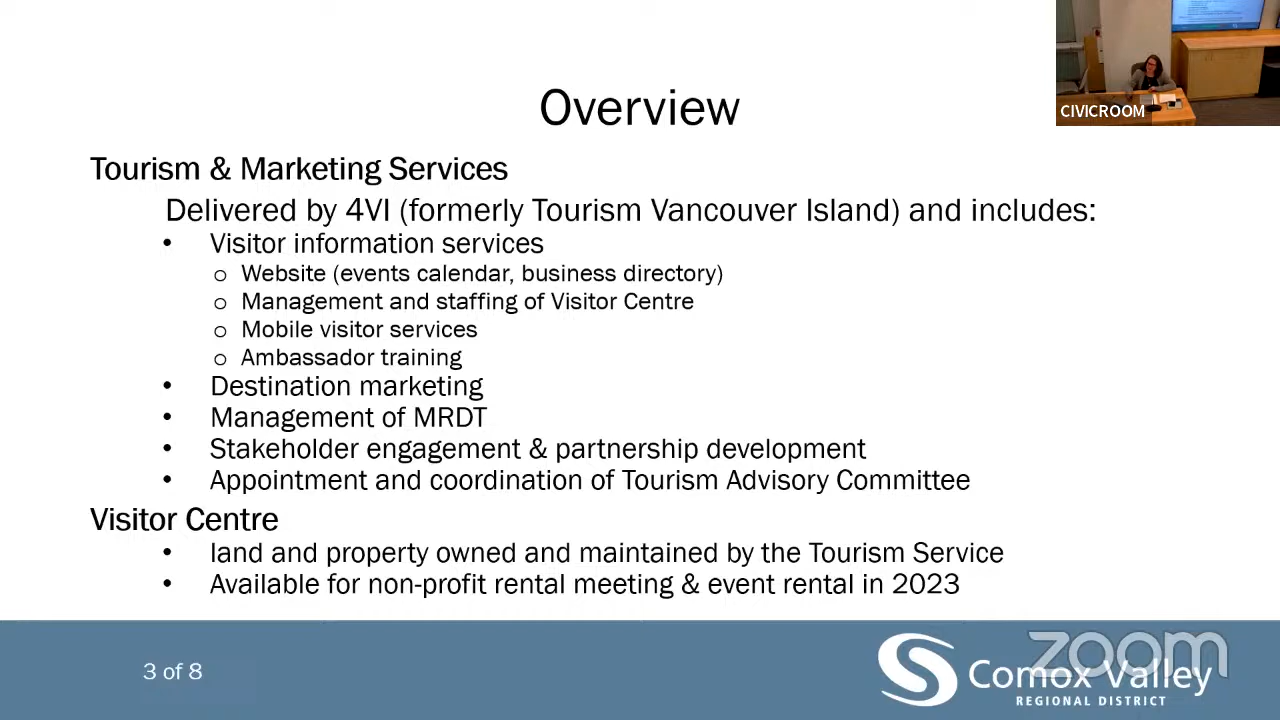 Overview
CIVICROOM
Tourism & Marketing Services
Delivered by 4VI (formerly Tourism Vancouver Island) and includes:
• Visitor information services
o Website (events calendar, business directory)
o Management and staffing of Visitor Centre
o Mobile visitor services
o Ambassador training
• Destination marketing
• Management of MRDT
• Stakeholder engagement & partnership development
• Appointment and coordination of Tourism Advisory Committee
Visitor Centre
• land and property owned and maintained by the Tourism Service
• Available for non-profit rental meeting & event rental in 2023
3 of 8
zoom
Comox Valley
REGIONAL DISTRICT